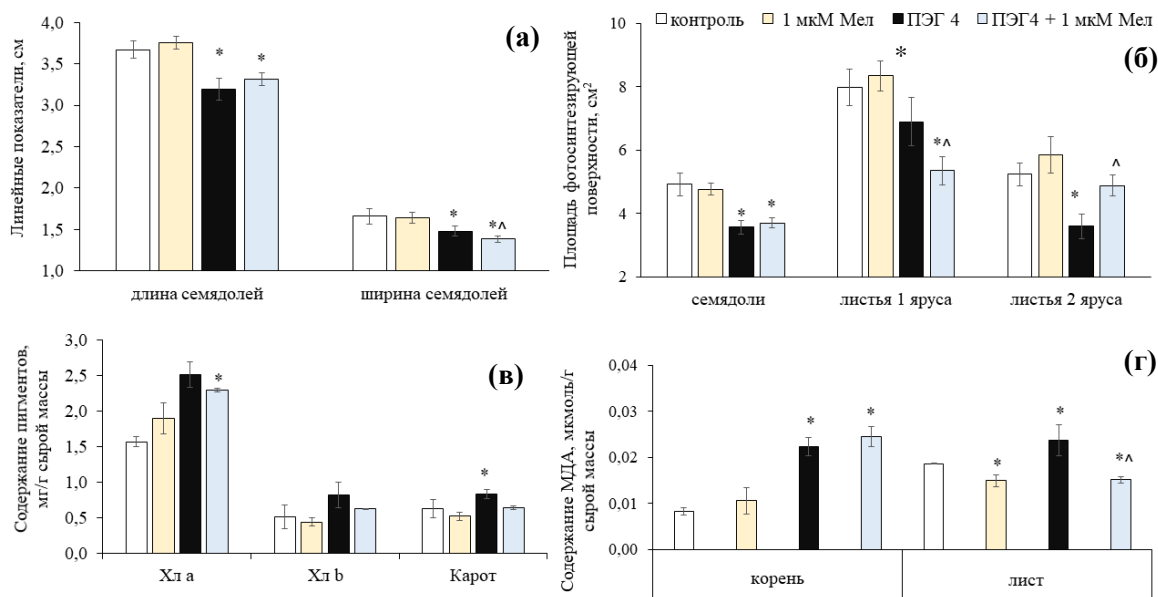 Линейные показатели, см
4,0
3,5
3,0
2,5
2,0
1,5
1,0
(а)
* *
* *^
длина семядолей ширина семядолей
Площадь фотосинтезирующей
поверхности, см²
10
8
6
4
2
контроль 1 мкМ Мел ПЭГ 4 ПЭГ4 + 1 мкМ Мел
(б)
* *
* *^
* ^
семядоли листья 1 яруса листья 2 яруса
Содержание пигментов,
мг/г сырой массы
3,0
2,5
2,0
1,5
1,0
0,5
0,0
(в)
*
*
Хл a Хл b Карот
Содержание МДА, мкмоль/г
сырой массы
0,04
0,03
0,02
0,01
0,00
(г)
* *
* * *^
корень лист